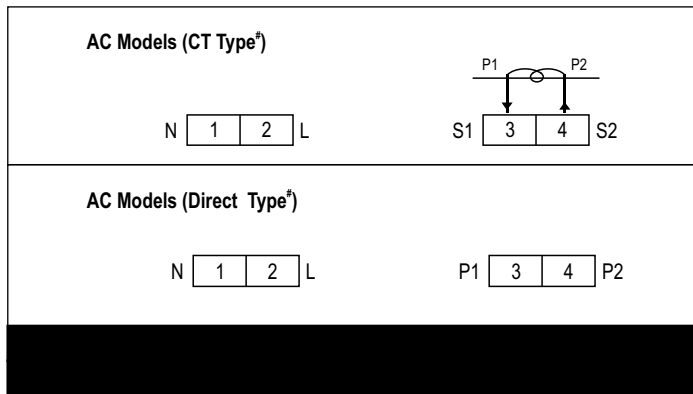 AC Models (CT Type#)
P1 P2
N 1 2 L S1 3 4 S2
AC Models (Direct Type#)
N 1 2 L P1 3 4 P2